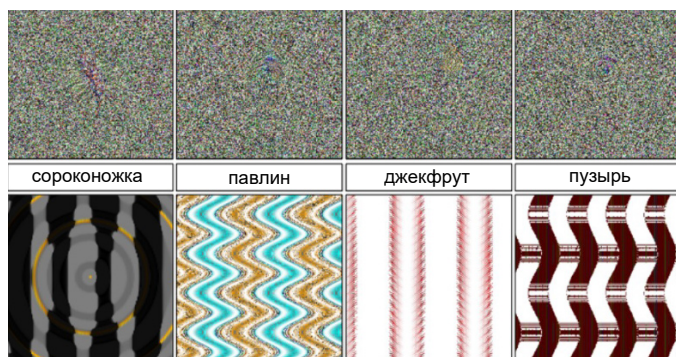 сороконожка
павлин
джекфрут
пузырь